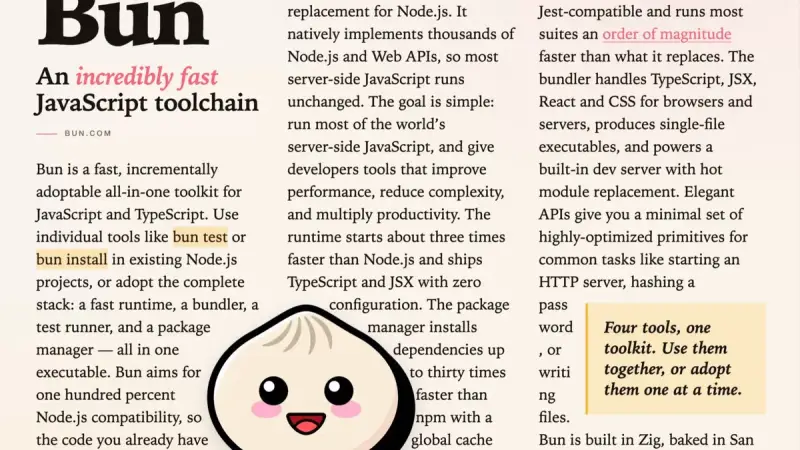 Bun
An incredibly fast
JavaScript toolchain
BUN.COM
Bun is a fast, incrementally
adoptable all-in-one toolkit for
JavaScript and TypeScript. Use
individual tools like bun test or
bun install in existing Node.js
projects, or adopt the complete
stack: a fast runtime, a bundler, a
test runner, and a package
manager — all in one
executable. Bun aims for
one hundred percent
Node.js compatibility, so
the code you already have
replacement for Node.js. It
natively implements thousands of
Node.js and Web APIs, so most
server-side JavaScript runs
unchanged. The goal is simple:
run most of the world’s
server-side JavaScript, and give
developers tools that improve
performance, reduce complexity,
and multiply productivity. The
runtime starts about three times
faster than Node.js and ships
TypeScript and JSX with zero
configuration. The package
manager installs
dependencies up
to thirty times
faster than
npm with a
global cache
Jest-compatible and runs most
suites an order of magnitude
faster than what it replaces. The
bundler handles TypeScript, JSX,
React and CSS for browsers and
servers, produces single-file
executables, and powers a
built-in dev server with hot
module replacement. Elegant
APIs give you a minimal set of
highly-optimized primitives for
common tasks like starting an
HTTP server, hashing a
pass
word
, or
writi
ng
files.
Bun is built in Zig, baked in San
Four tools, one
toolkit. Use them
together, or adopt
them one at a time.